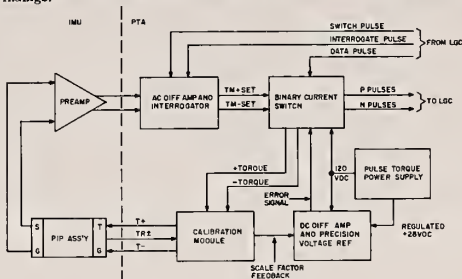 manage.
IMU
PTA
SWITCH PULSE
INTERROGATE PULSE
DATA PULSE
FROM LGC
PREAMP
AC DIFF AMP AND
INTERROGATOR
TM+SET
TM-SET
BINARY CURRENT
SWITCH
P PULSES
N PULSES
TO LGC
+TORQUE
-TORQUE
ERROR
SIGNAL
120
VDC
PULSE TORQUE
POWER SUPPLY
S
G
PIP ASS'Y
T
G
T+
TR±
T-
CALIBRATION
MODULE
DC DIFF AMP
AND PRECISION
VOLTAGE REF
REGULATED
+28VDC
SCALE FACTOR
FEEDBACK